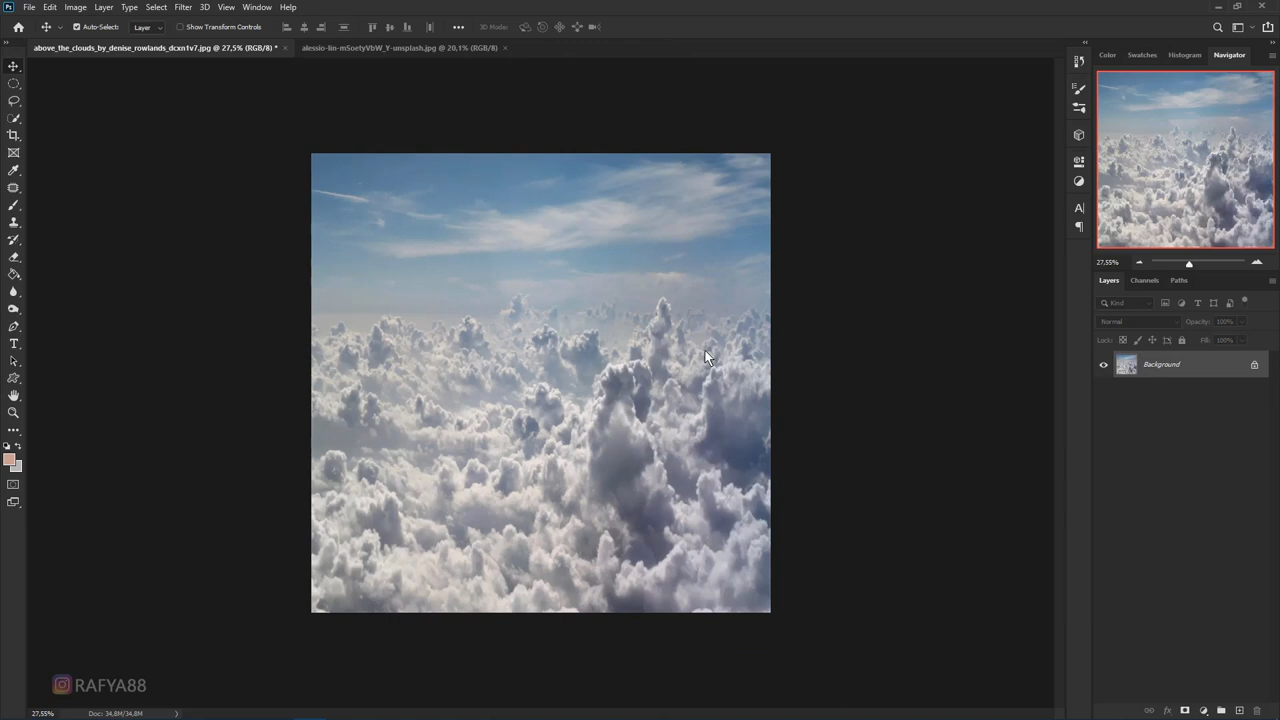 File Edit Image Layer Type Select Filter 3D View Window Help
Auto-Select: Layer Show Transform Controls 3D Modes
above_the_clouds_by_denise_rowlands_dcxn1v7.jpg @ 27,5% (RGB/8) *
alessio-lin-mSoetyVbW_Y-unsplash.jpg @ 20,1% (RGB/8)
Color Swatches Histogram Navigator
27,55%
Layers Channels Paths
Kind
Normal Opacity: 100%
Lock: Fill: 100%
Background
RAFYA88
27,55% Doc: 34,8M/34,8M